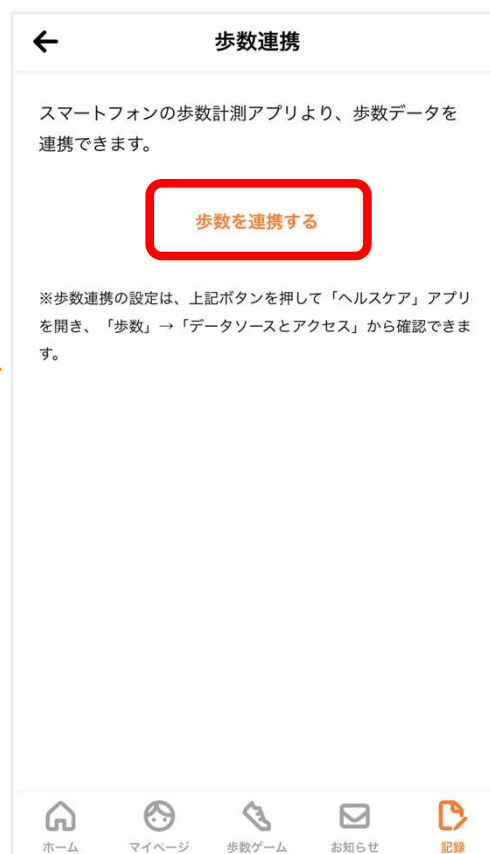 歩数連携
スマートフォンの歩数計測アプリより、歩数データを
連携できます。
歩数を連携する
※歩数連携の設定は、上記ボタンを押して「ヘルスケア」アプリ
を開き、「歩数」→「データソースとアクセス」から確認できま
す。
ホーム
マイページ
歩数ゲーム
お知らせ
記録